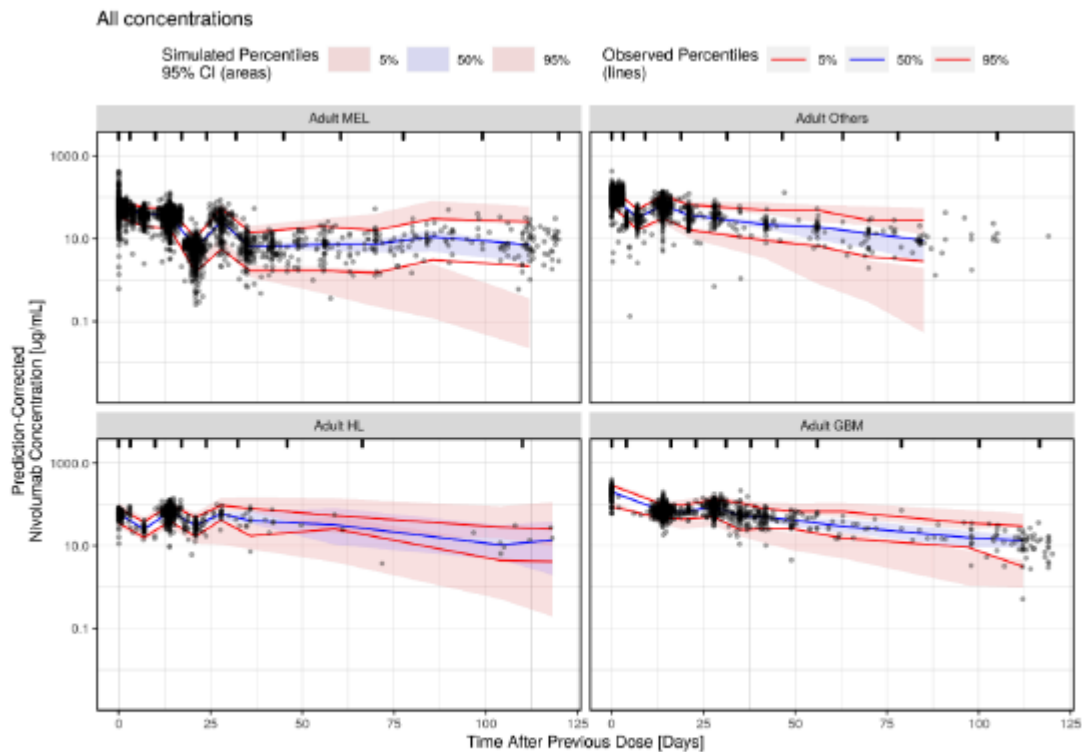 All concentrations
Simulated Percentiles
95% CI (areas)
5%
50%
95%
Observed Percentiles
(lines)
5%
50%
95%
Adult MEL
Adult Others
1000.0
10.0
0.1
Adult HL
Adult GBM
1000.0
10.0
0.1
Prediction-Corrected
Nivolumab Concentration [ug/mL]
0
25
50
75
100
125
0
25
50
75
100
125
Time After Previous Dose [Days]